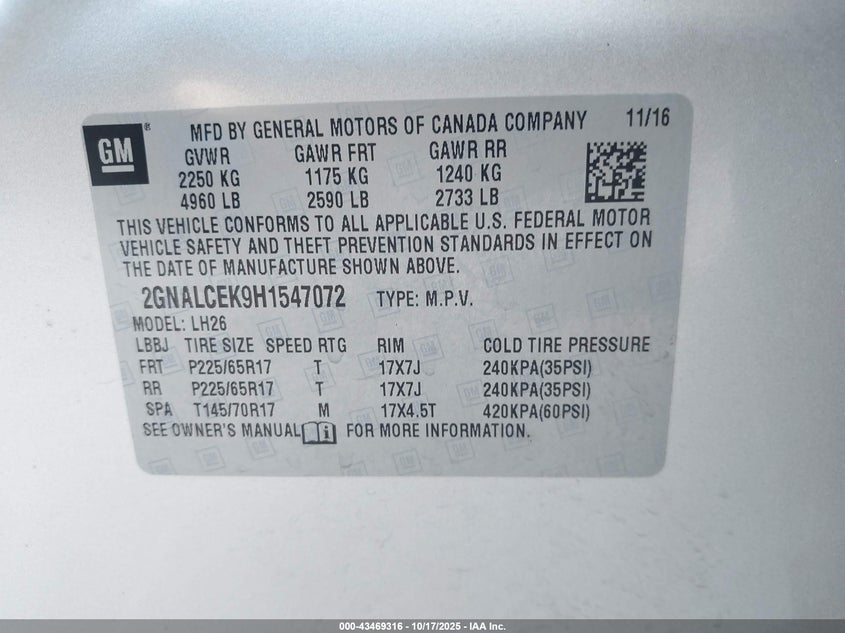 GM
®
MFD BY GENERAL MOTORS OF CANADA COMPANY 11/16
GVWR GAWR FRT GAWR RR
2250 KG 1175 KG 1240 KG
4960 LB 2590 LB 2733 LB
THIS VEHICLE CONFORMS TO ALL APPLICABLE U.S. FEDERAL MOTOR
VEHICLE SAFETY AND THEFT PREVENTION STANDARDS IN EFFECT ON
THE DATE OF MANUFACTURE SHOWN ABOVE.
2GNALCEK9H1547072 TYPE: M.P.V.
MODEL: LH26
LBBJ TIRE SIZE SPEED RTG RIM COLD TIRE PRESSURE
FRT P225/65R17 T 17X7J 240KPA(35PSI)
RR P225/65R17 T 17X7J 240KPA(35PSI)
SPA T145/70R17 M 17X4.5T 420KPA(60PSI)
SEE OWNER'S MANUAL i FOR MORE INFORMATION.
000-43469316 - 10/17/2025 - IAA Inc.